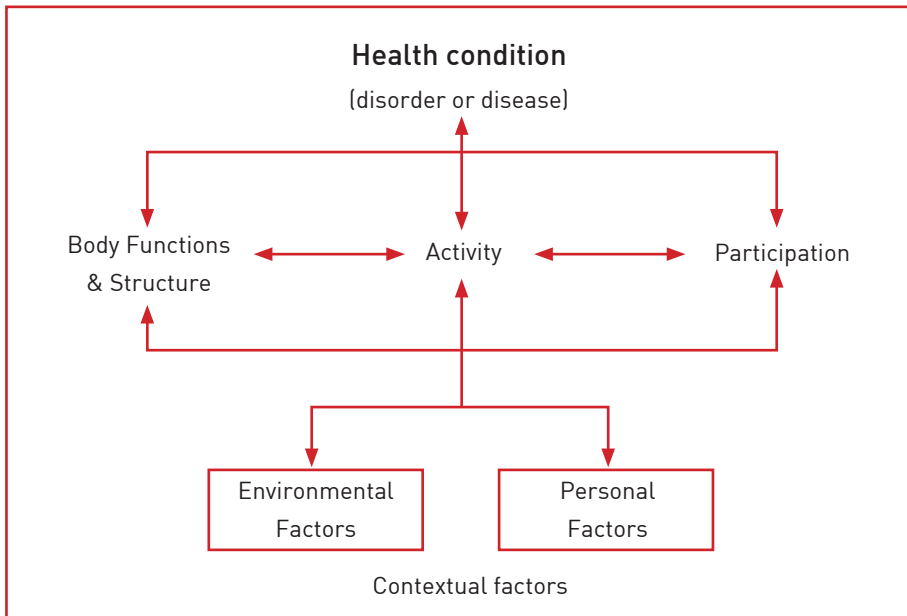 Health condition
(disorder or disease)
Body Functions
& Structure
Activity
Participation
Environmental
Factors
Personal
Factors
Contextual factors